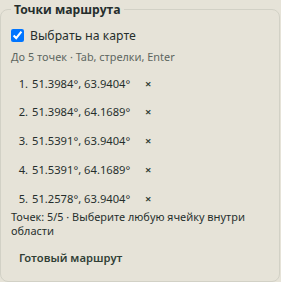 Точки маршрута
Выбрать на карте
До 5 точек · Tab, стрелки, Enter
1. 51.3984°, 63.9404° ×
2. 51.3984°, 64.1689° ×
3. 51.5391°, 63.9404° ×
4. 51.5391°, 64.1689° ×
5. 51.2578°, 63.9404° ×
Точек: 5/5 · Выберите любую ячейку внутри
области
Готовый маршрут